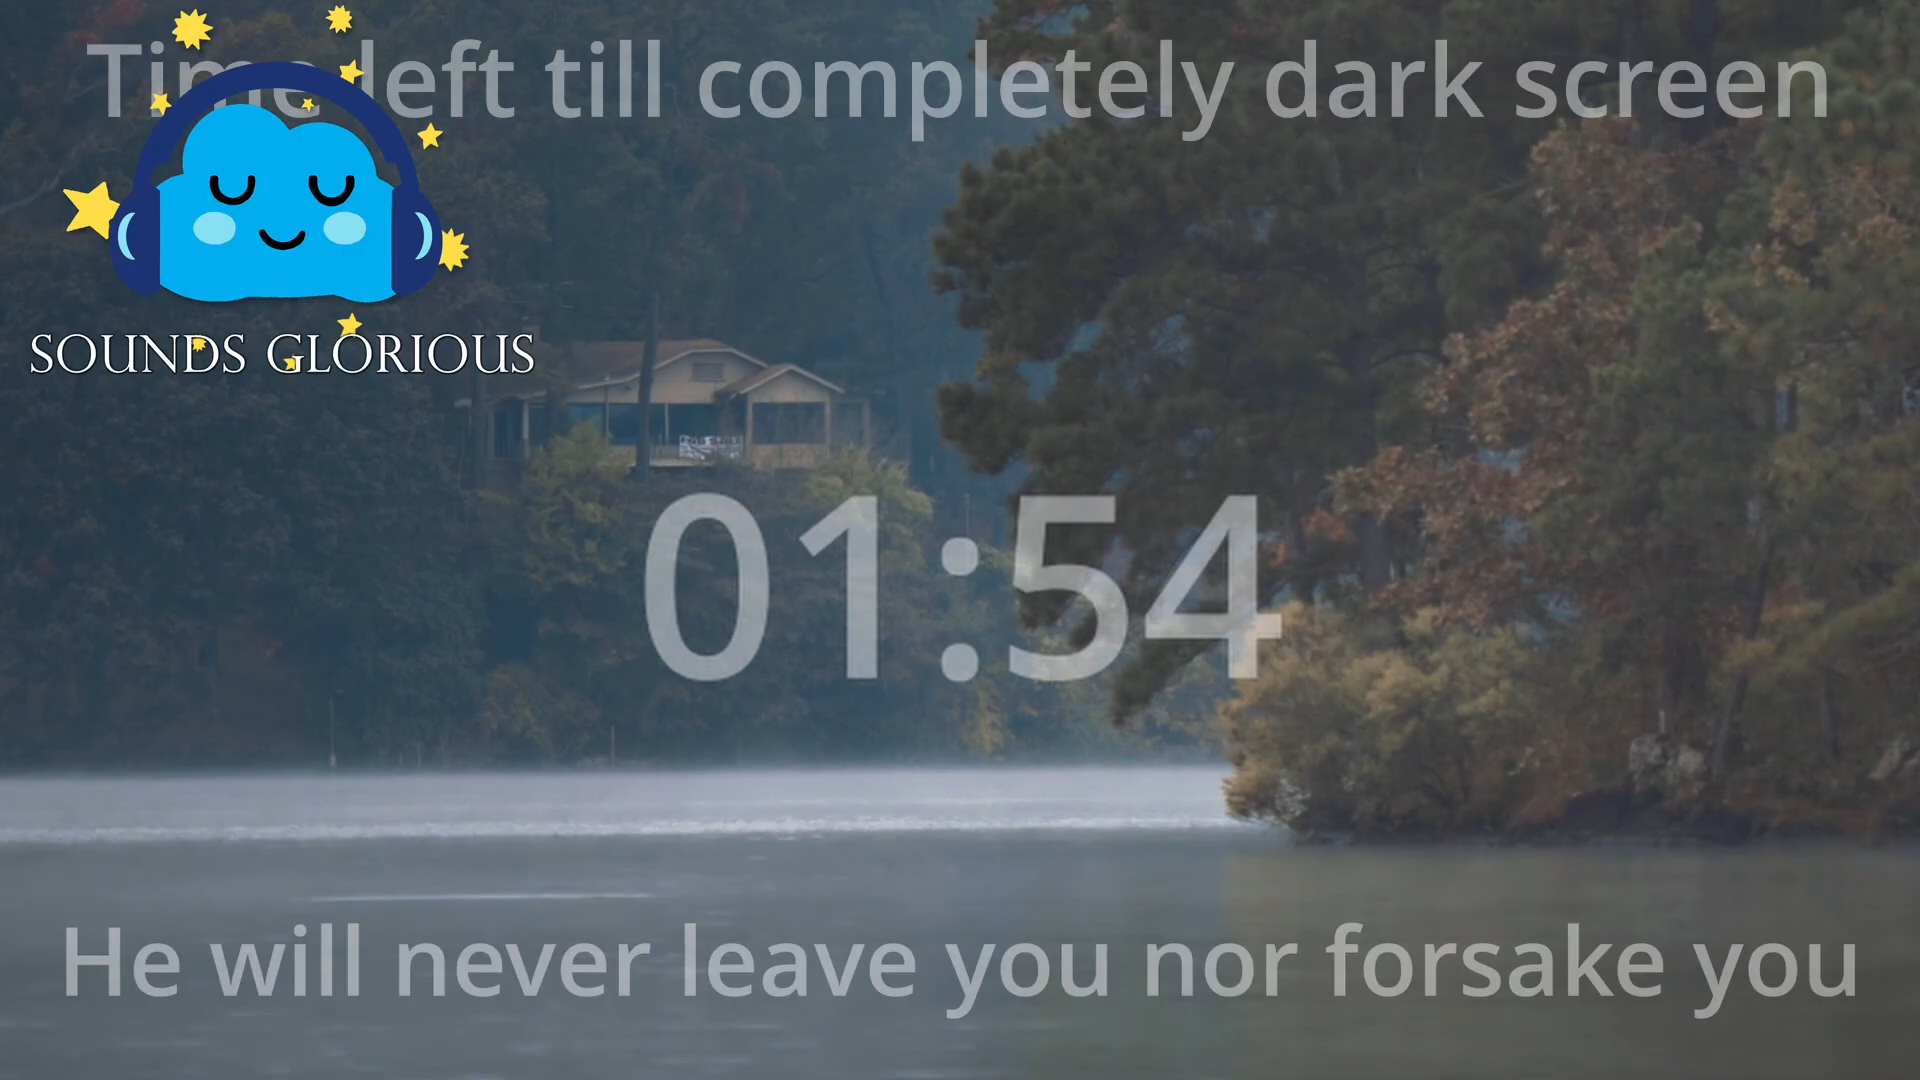 Time left till completely dark screen
SOUNDS GLORIOUS
01:54
He will never leave you nor forsake you